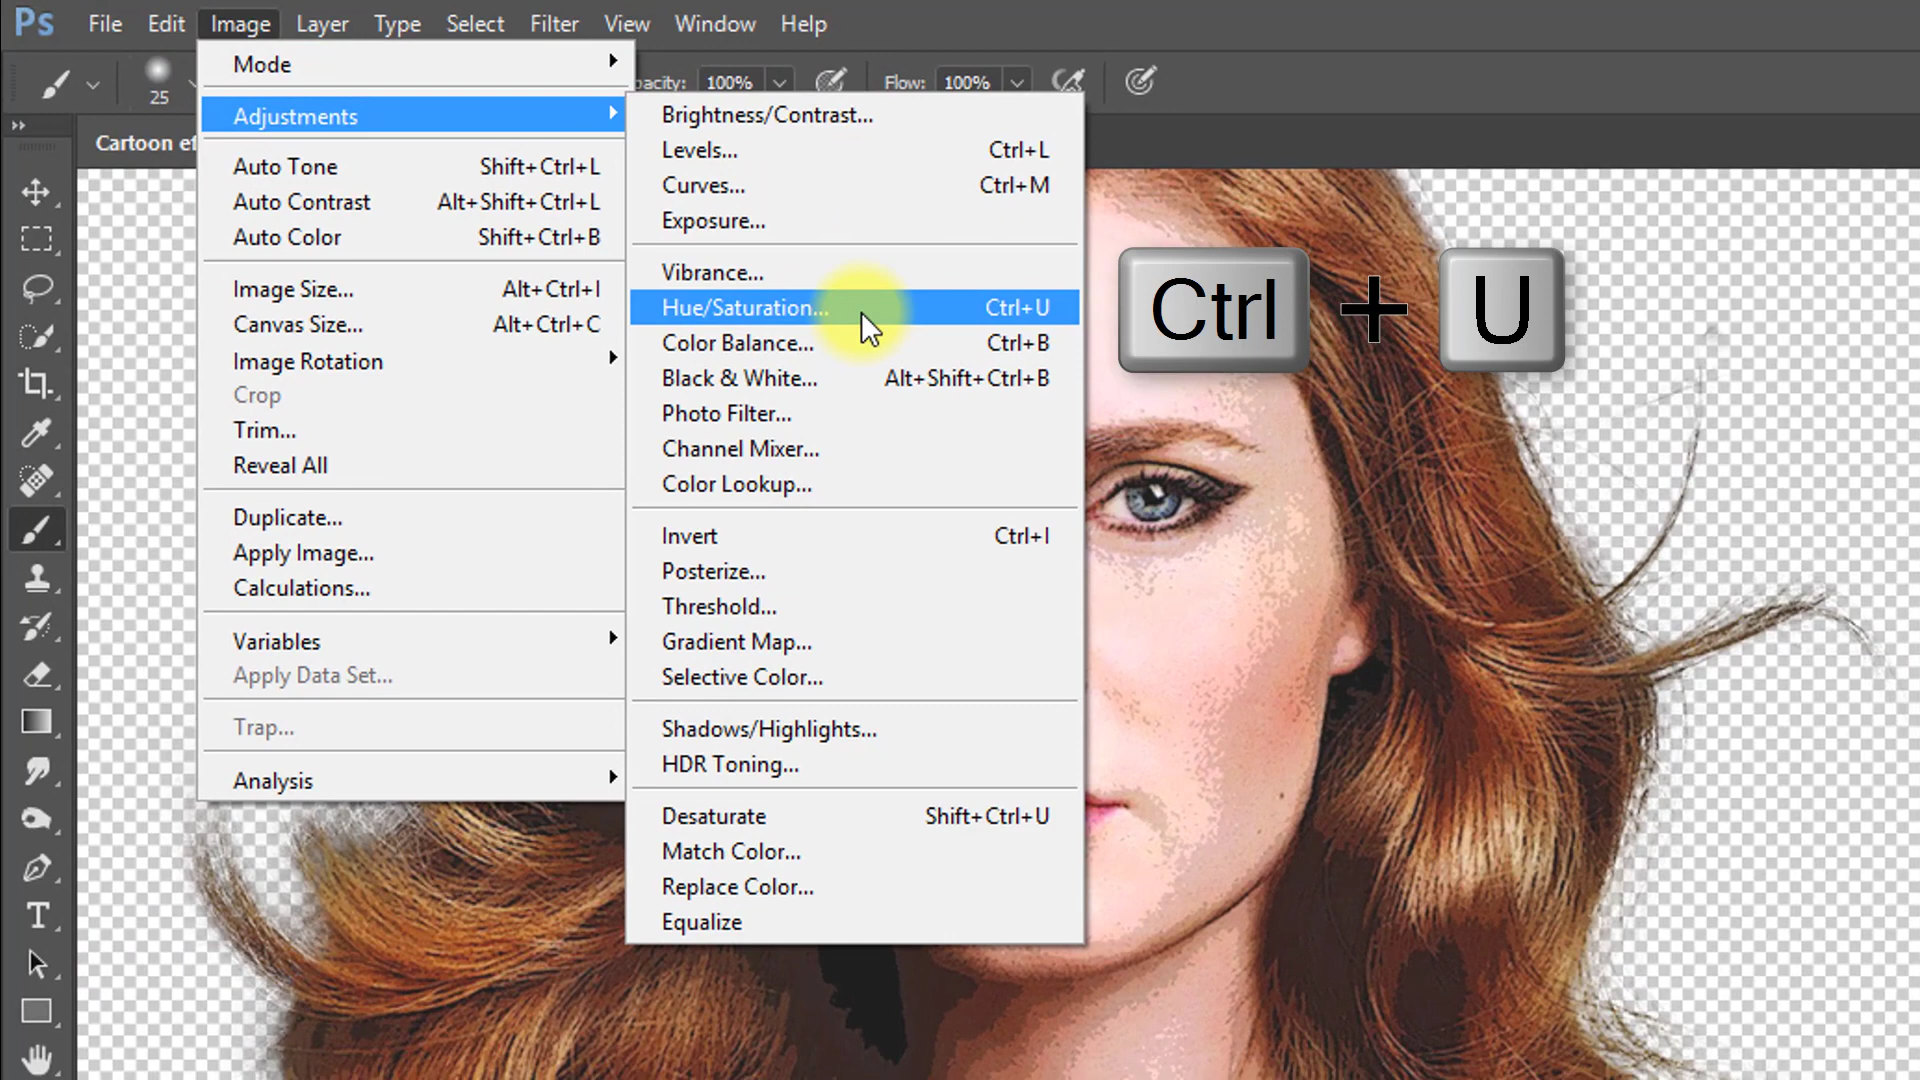 Ps File Edit Image Layer Type Select Filter View Window Help
25 pacity: 100% Flow: 100%
Cartoon ef
Mode
Adjustments
Auto Tone Shift+Ctrl+L
Auto Contrast Alt+Shift+Ctrl+L
Auto Color Shift+Ctrl+B
Image Size... Alt+Ctrl+I
Canvas Size... Alt+Ctrl+C
Image Rotation
Crop
Trim...
Reveal All
Duplicate...
Apply Image...
Calculations...
Variables
Apply Data Set...
Trap...
Analysis
Brightness/Contrast...
Levels... Ctrl+L
Curves... Ctrl+M
Exposure...
Vibrance...
Hue/Saturation... Ctrl+U
Color Balance... Ctrl+B
Black & White... Alt+Shift+Ctrl+B
Photo Filter...
Channel Mixer...
Color Lookup...
Invert Ctrl+I
Posterize...
Threshold...
Gradient Map...
Selective Color...
Shadows/Highlights...
HDR Toning...
Desaturate Shift+Ctrl+U
Match Color...
Replace Color...
Equalize
Ctrl + U
T